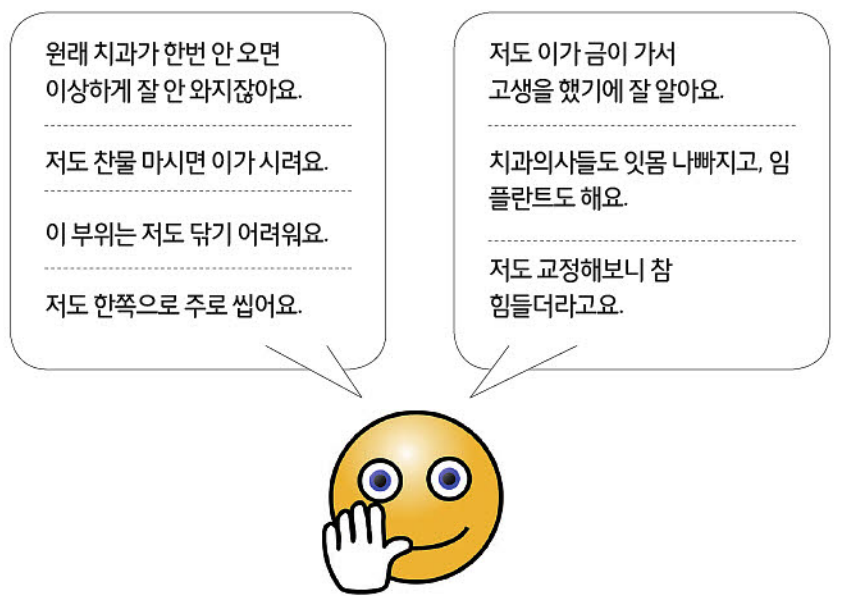 원래 치과가 한번 안 오면
이상하게 잘 안 와지잖아요.
저도 찬물 마시면 이가 시려요.
이 부위는 저도 닦기 어려워요.
저도 한쪽으로 주로 씹어요.
저도 이가 금이 가서
고생을 했기에 잘 알아요.
치과의사들도 잇몸 나빠지고, 임
플란트도 해요.
저도 교정해보니 참
힘들더라고요.